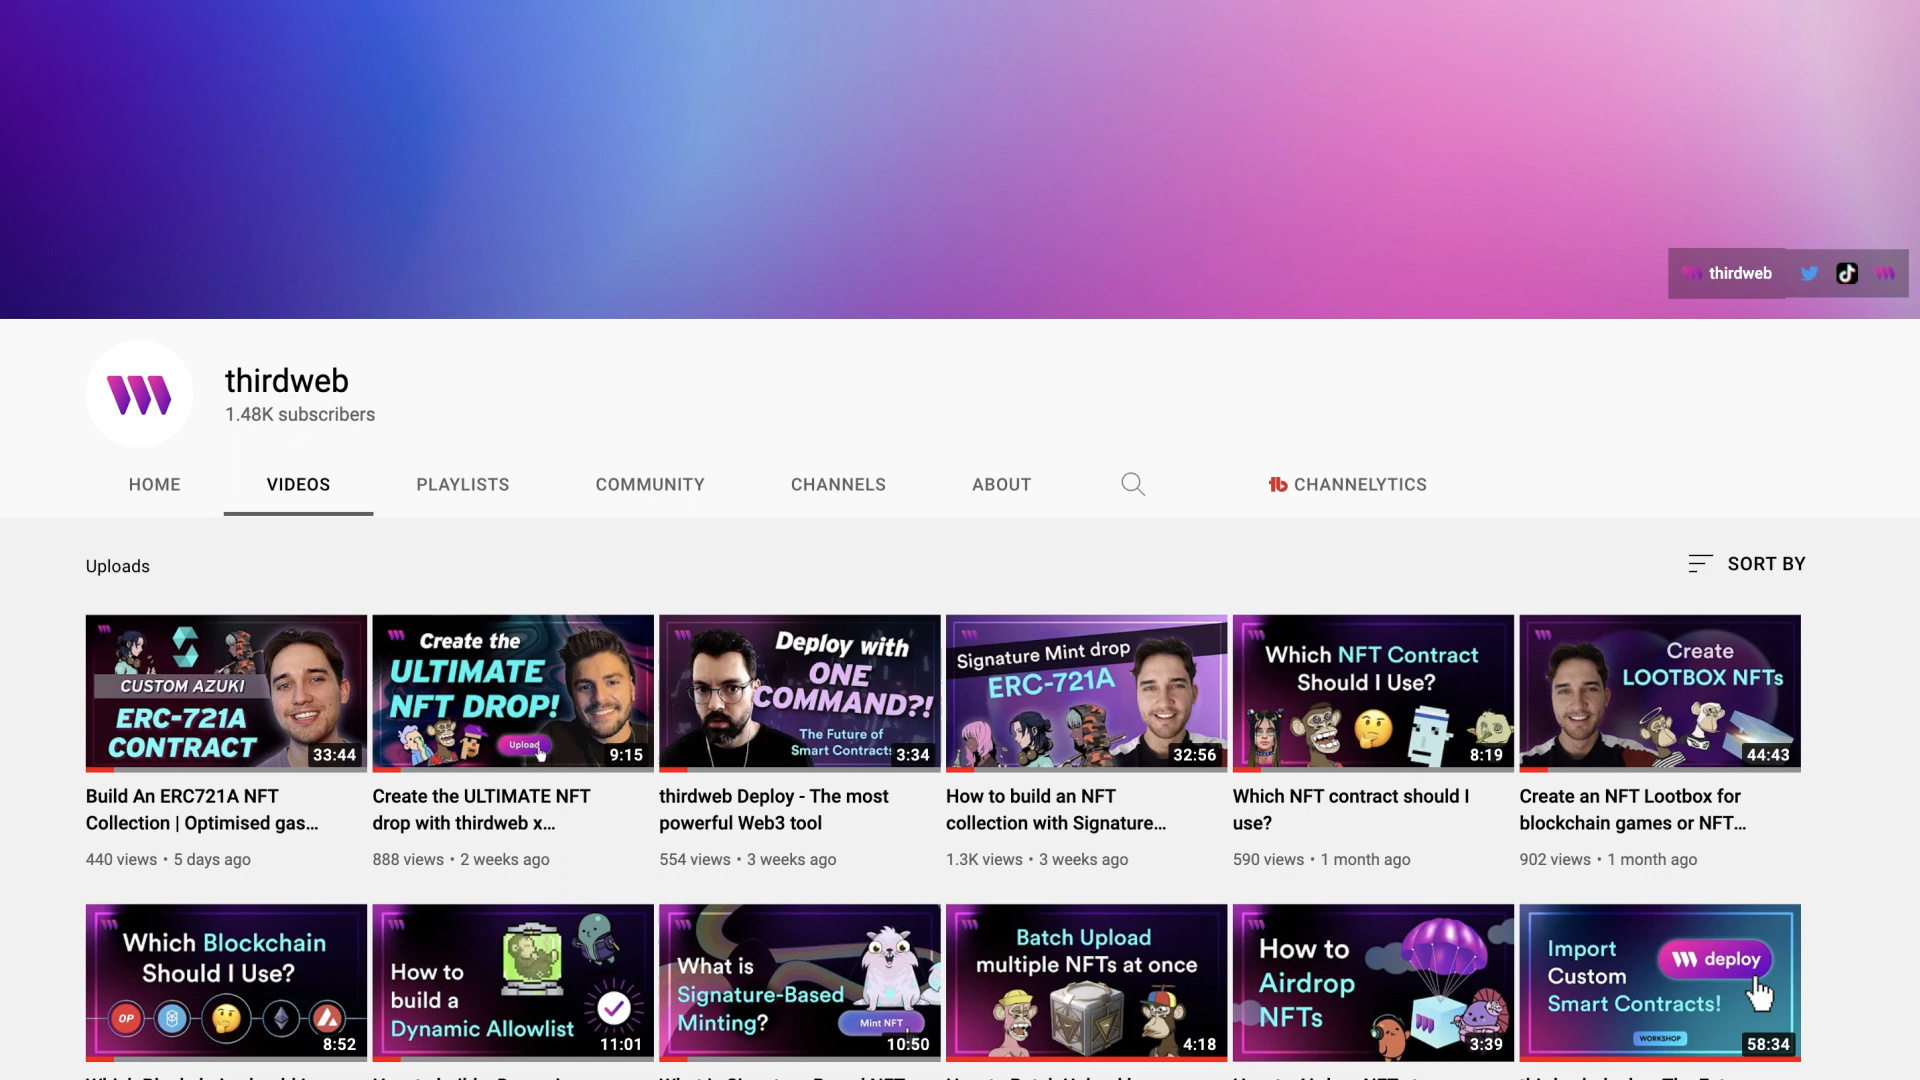 thirdweb
thirdweb
1.48K subscribers
HOME
VIDEOS
PLAYLISTS
COMMUNITY
CHANNELS
ABOUT
CHANNELYTICS
Uploads
SORT BY
CUSTOM AZUKI
ERC-721A
CONTRACT
33:44
Create the
ULTIMATE
NFT DROP!
Upload
9:15
Deploy with
ONE
COMMAND?!
The Future of
Smart Contracts
3:34
Signature Mint drop
ERC-721A
32:56
Which NFT Contract
Should I Use?
8:19
Create
LOOTBOX NFTs
44:43
Build An ERC721A NFT
Collection | Optimised gas...
440 views • 5 days ago
Create the ULTIMATE NFT
drop with thirdweb x...
888 views • 2 weeks ago
thirdweb Deploy - The most
powerful Web3 tool
554 views • 3 weeks ago
How to build an NFT
collection with Signature...
1.3K views • 3 weeks ago
Which NFT contract should I
use?
590 views • 1 month ago
Create an NFT Lootbox for
blockchain games or NFT...
902 views • 1 month ago
Which Blockchain
Should I Use?
OP
8:52
How to
build a
Dynamic Allowlist
11:01
What is
Signature-Based
Minting?
Mint NFT
10:50
Batch Upload
multiple NFTs at once
4:18
How to
Airdrop
NFTs
3:39
Import
Custom
Smart Contracts!
deploy
WORKSHOP
58:34